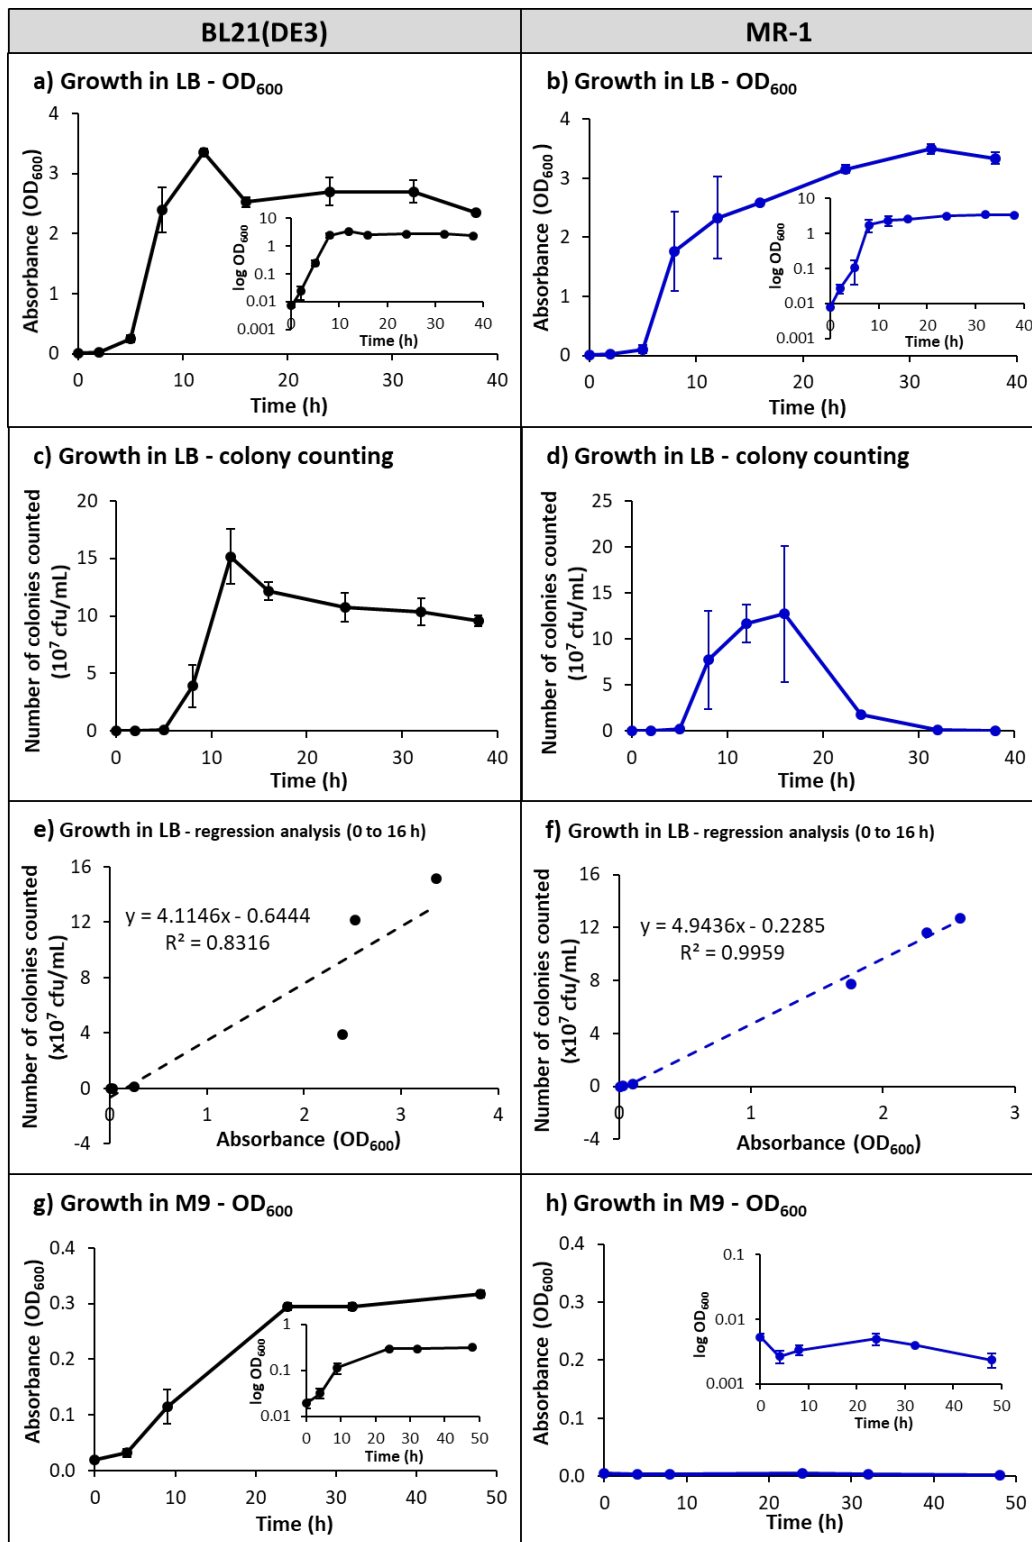 BL21(DE3)
MR-1
a) Growth in LB - OD600
Absorbance (OD600)
4
3
2
1
0
0 10 20 30 40
Time (h)
log OD600
10
1
0.1
0.01
0.001
0 10 20 30 40
Time (h)
b) Growth in LB - OD600
Absorbance (OD600)
4
3
2
1
0
0 10 20 30 40
Time (h)
log OD600
10
1
0.1
0.01
0.001
0 10 20 30 40
Time (h)
c) Growth in LB - colony counting
Number of colonies counted
(10⁷ cfu/mL)
20
15
10
5
0
0 10 20 30 40
Time (h)
d) Growth in LB - colony counting
Number of colonies counted
(10⁷ cfu/mL)
25
20
15
10
5
0
0 10 20 30 40
Time (h)
e) Growth in LB - regression analysis (0 to 16 h)
Number of colonies counted
(x10⁷ cfu/mL)
16
12
8
4
0
-4
y = 4.1146x - 0.6444
R² = 0.8316
0 1 2 3 4
Absorbance (OD600)
f) Growth in LB - regression analysis (0 to 16 h)
Number of colonies counted
(x10⁷ cfu/mL)
16
12
8
4
0
-4
y = 4.9436x - 0.2285
R² = 0.9959
0 1 2 3
Absorbance (OD600)
g) Growth in M9 - OD600
Absorbance (OD600)
0.4
0.3
0.2
0.1
0.0
0 10 20 30 40 50
Time (h)
log OD600
1
0.1
0.01
0 10 20 30 40 50
Time (h)
h) Growth in M9 - OD600
Absorbance (OD600)
0.4
0.3
0.2
0.1
0.0
0 10 20 30 40 50
Time (h)
log OD600
0.1
0.01
0.001
0 10 20 30 40 50
Time (h)